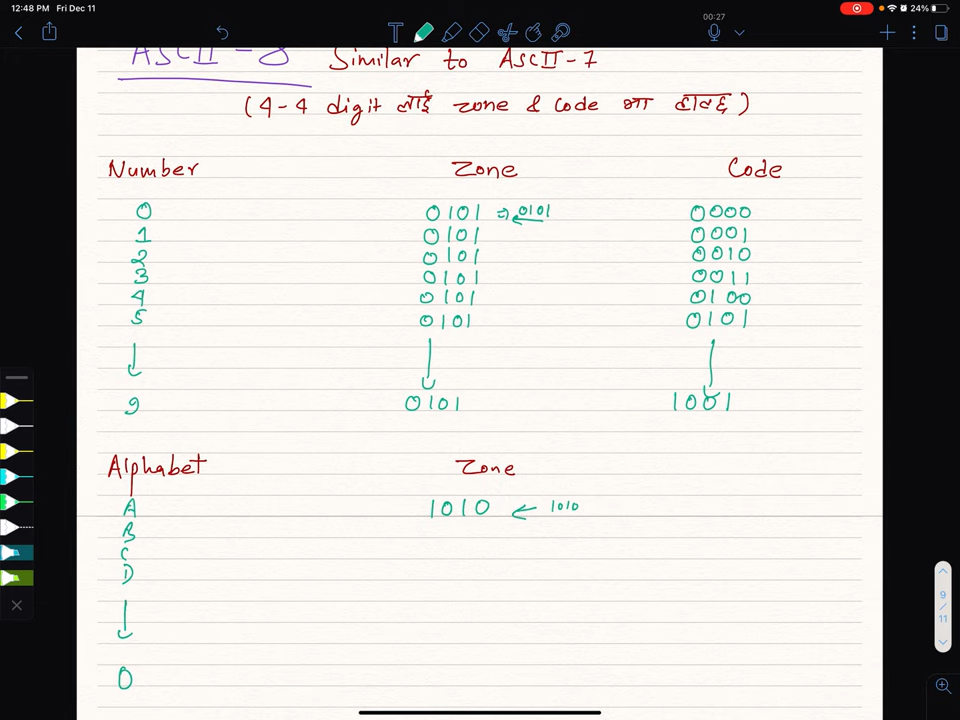 12:48 PM Fri Dec 11
00:27
24%
T
ASCII-8 Similar to ASCII-7
(4-4 digit लाई zone & Code मा
Number Zone Code
0 0101 => 0101 0000
1 0101 0001
2 0101 0010
3 0101 0011
4 0101 0100
5 0101 0101
9 0101 1001
Alphabet Zone
A 1010 ← 1010
B
C
D
O
9
/
11